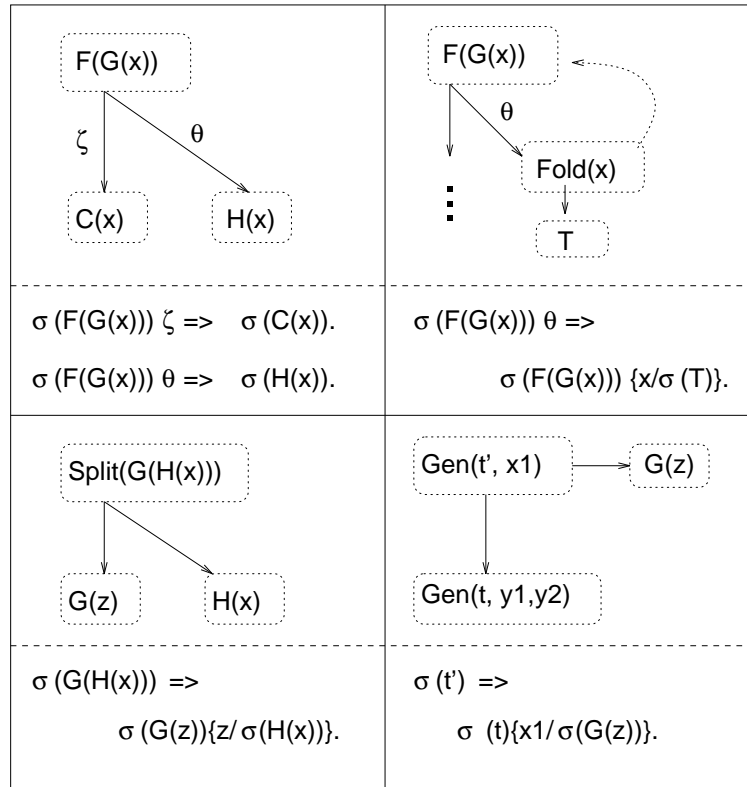 F(G(x))
ζ
θ
C(x)
H(x)
σ (F(G(x))) ζ => σ (C(x)).
σ (F(G(x))) θ => σ (H(x)).
F(G(x))
θ
Fold(x)
T
σ (F(G(x))) θ =>
σ (F(G(x))) {x/σ (T)}.
Split(G(H(x)))
G(z)
H(x)
σ (G(H(x))) =>
σ (G(z)){z/ σ(H(x))}.
Gen(t', x1)
G(z)
Gen(t, y1,y2)
σ (t') =>
σ (t){x1/ σ(G(z))}.